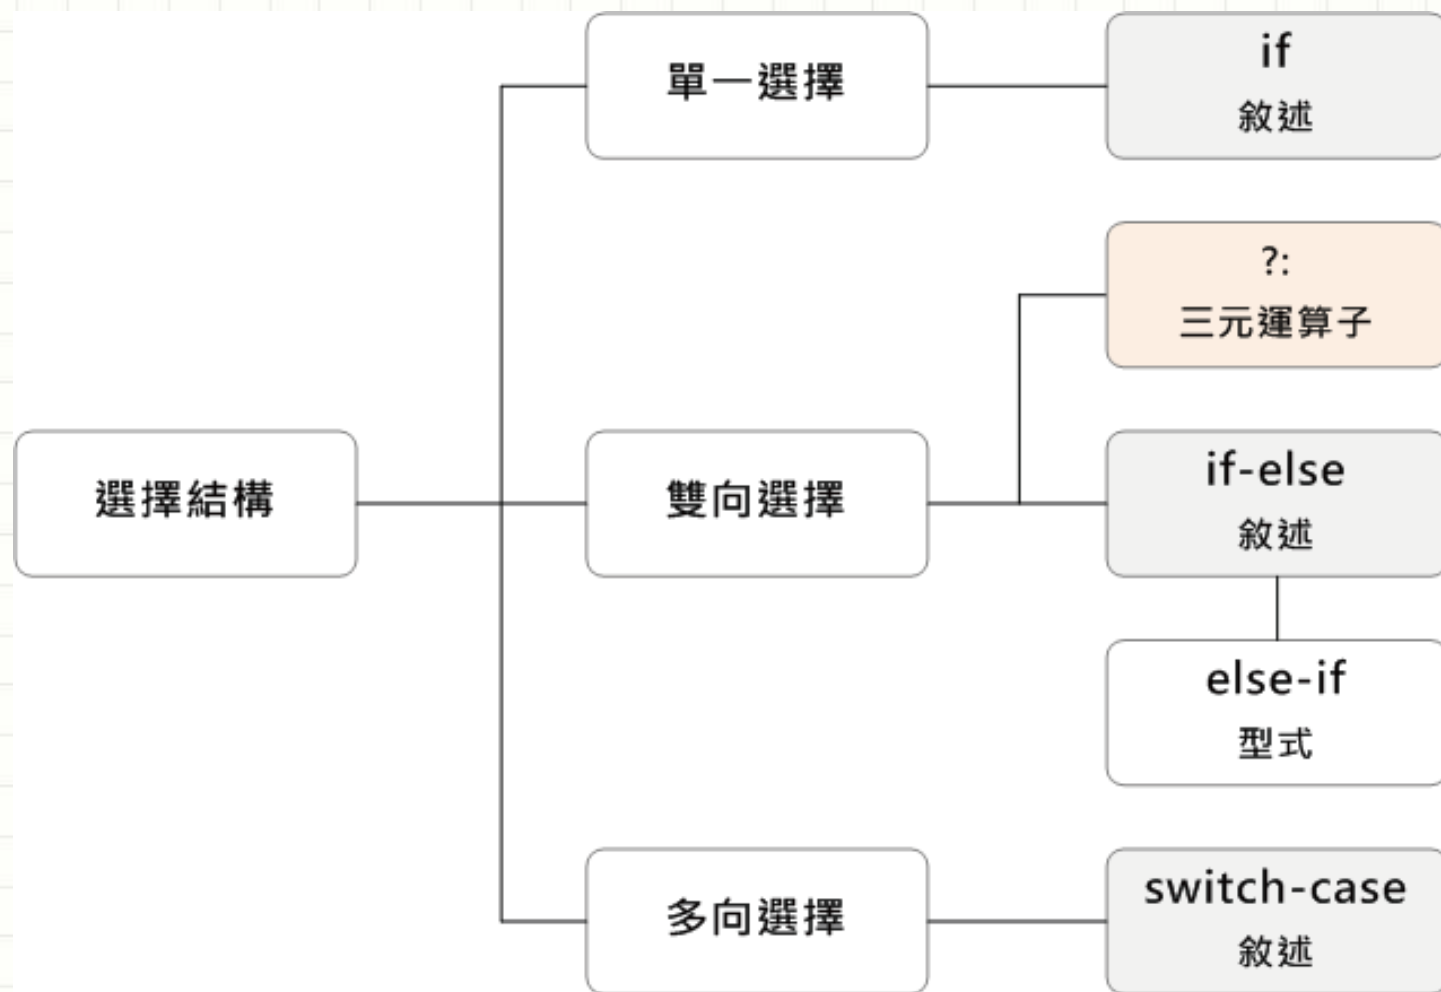 單一選擇
if
敘述
?:
三元運算子
選擇結構
雙向選擇
if-else
敘述
else-if
型式
多向選擇
switch-case
敘述